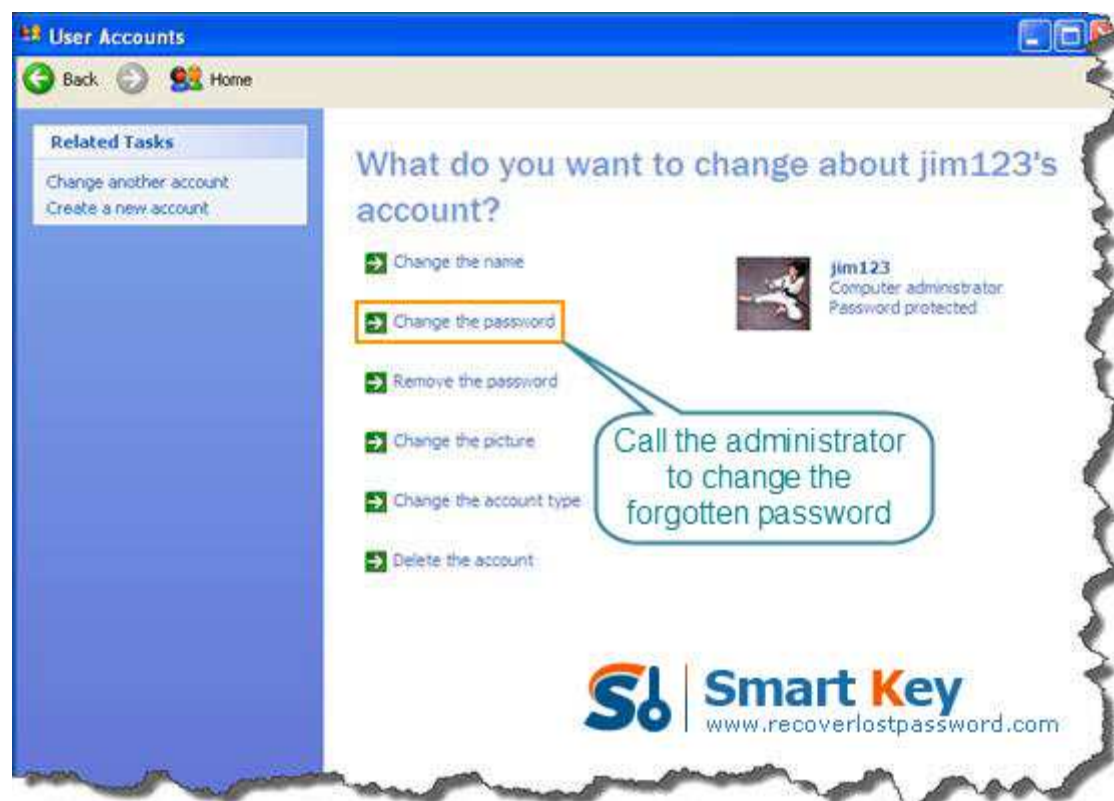 User Accounts
Back
Home
Related Tasks
Change another account
Create a new account
What do you want to change about jim123's
account?
Change the name
Change the password
Remove the password
Change the picture
Change the account type
Delete the account
jim123
Computer administrator
Password protected
Call the administrator
to change the
forgotten password
Smart Key
www.recoverlostpassword.com